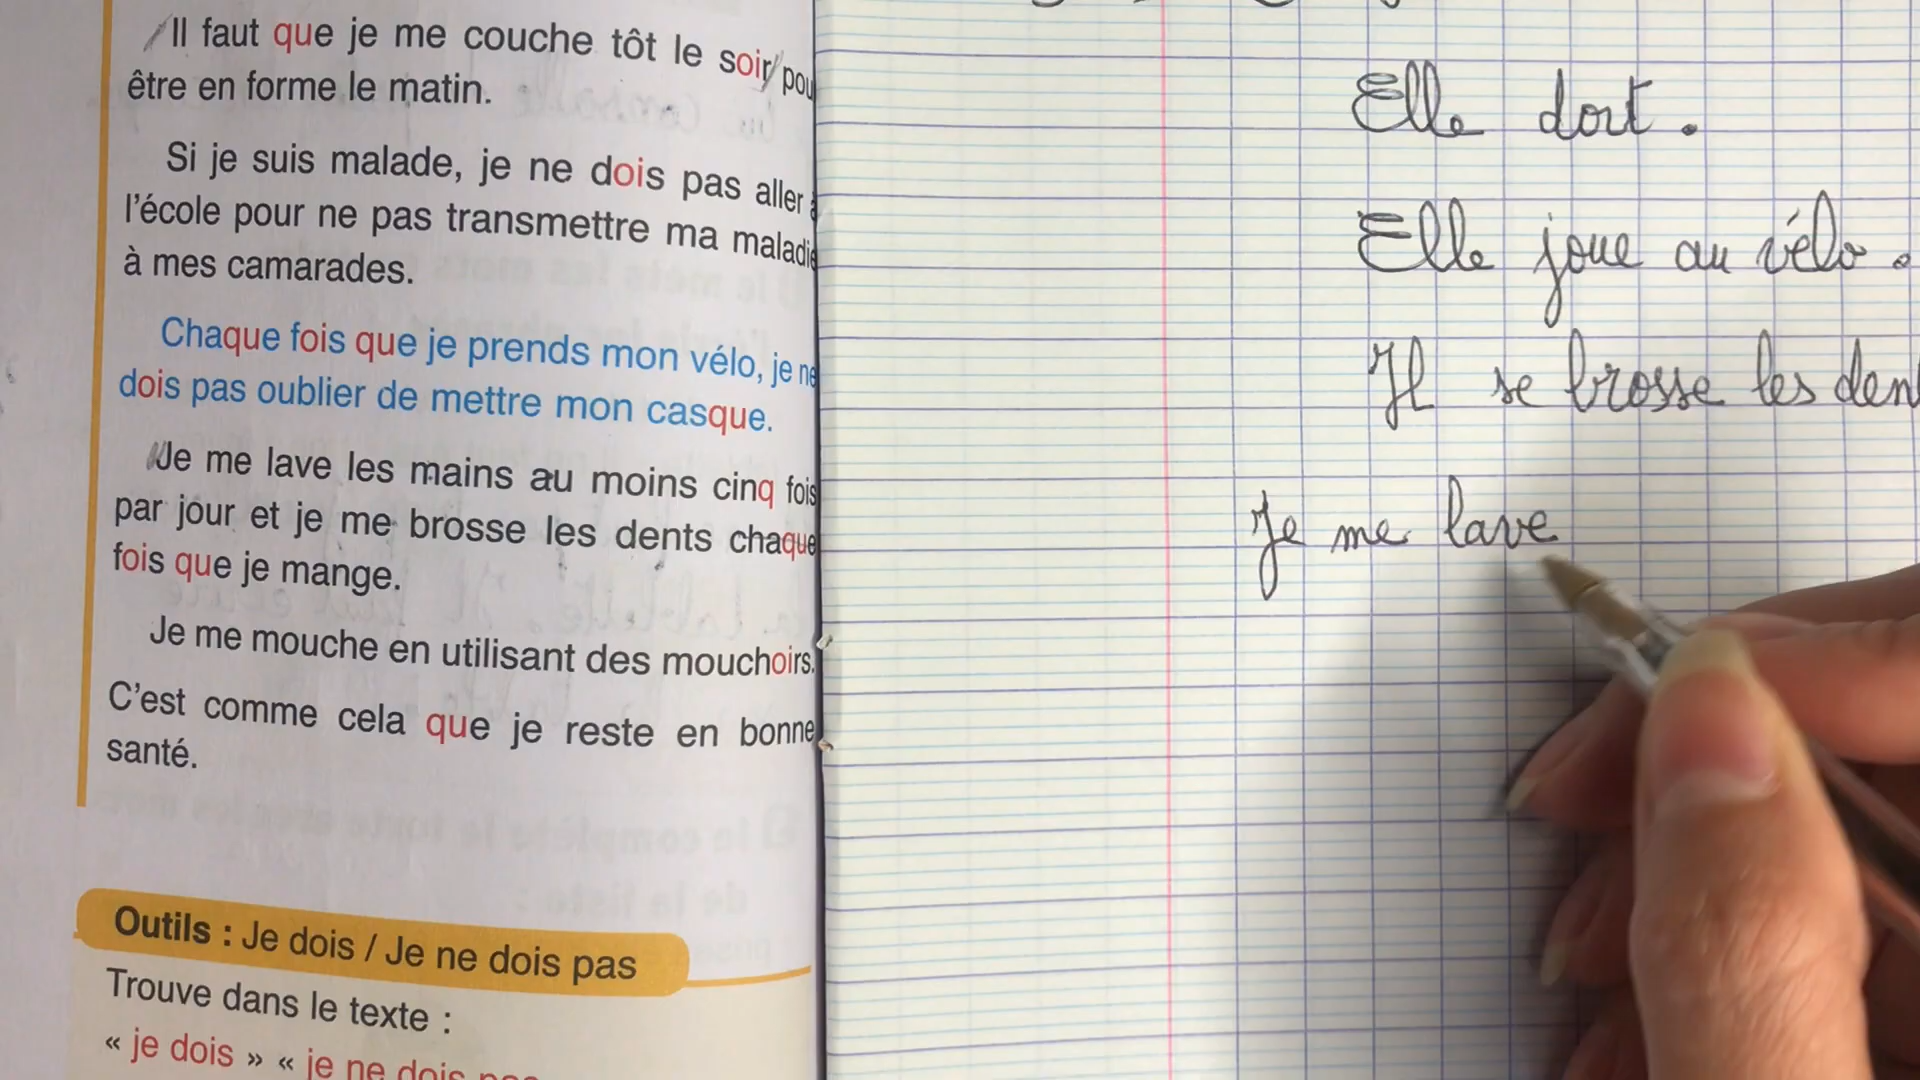 Il faut que je me couche tôt le soir/ pou
être en forme le matin.
Si je suis malade, je ne dois pas aller
l'école pour ne pas transmettre ma maladie
à mes camarades.
Chaque fois que je prends mon vélo, je ne
dois pas oublier de mettre mon casque.
Je me lave les mains au moins cinq fois
par jour et je me brosse les dents chaque
fois que je mange.
Je me mouche en utilisant des mouchoirs.
C'est comme cela que je reste en bonne
santé.
Outils : Je dois / Je ne dois pas
Trouve dans le texte :
« je dois » « je ne dois pas
Elle dort.
Elle joue au vélo.
Il se brosse les den
Je me lave